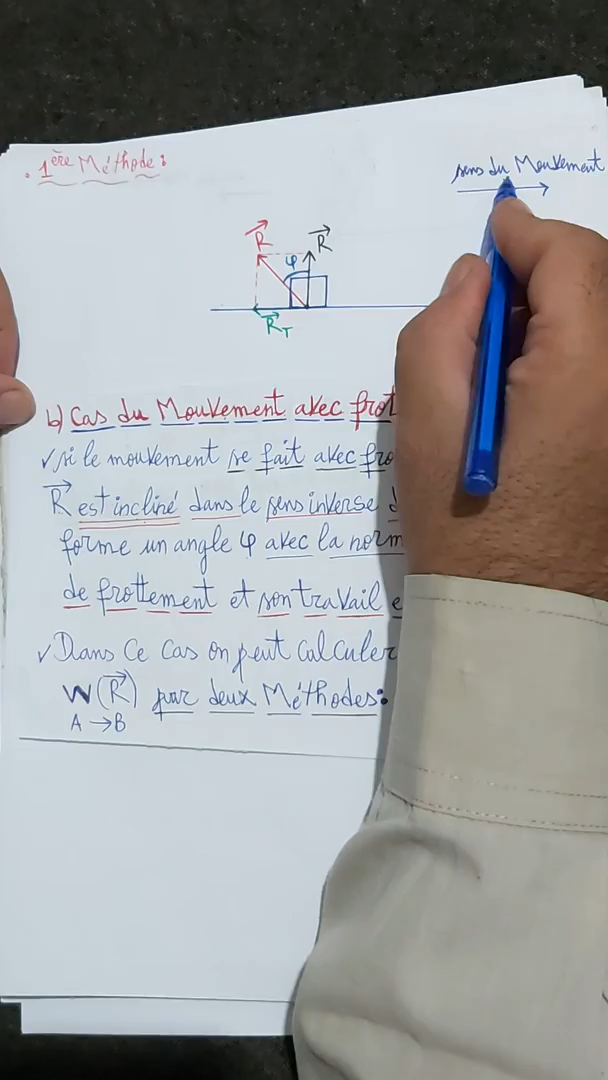 . 1ère Méthode:
sens du Mouvement
R R
φ
R_T
b) Cas du Mouvement avec frot
✓ si le mouvement se fait avec fro
R est incliné dans le sens inverse d
forme un angle φ avec la norm
de frottement et son travail e
✓ Dans ce cas on peut calculer
W(R) par deux Méthodes:
A → B